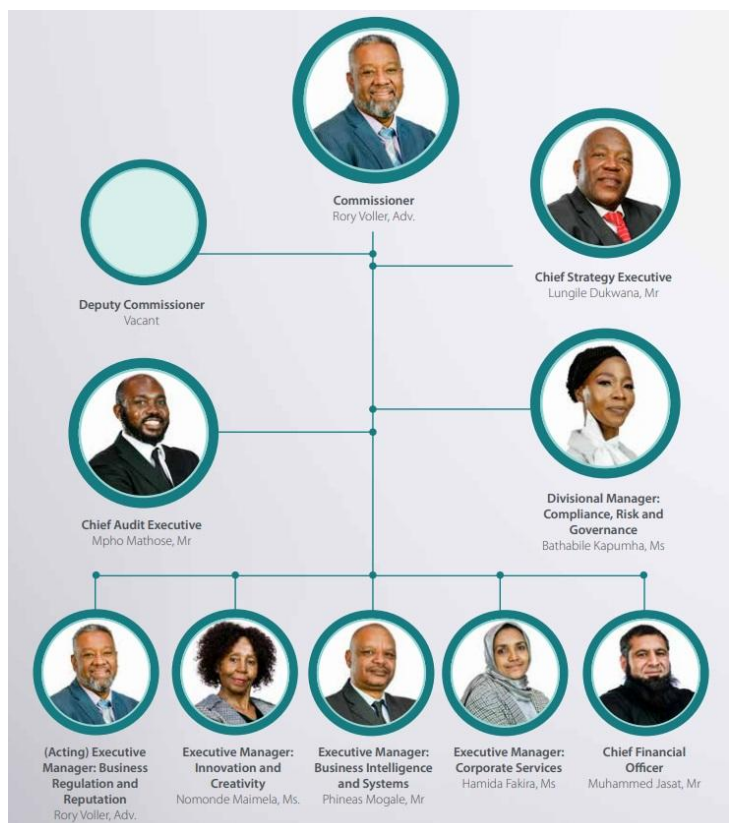 Commissioner
Rory Voller, Adv.
Chief Strategy Executive
Lungile Dukwana, Mr
Deputy Commissioner
Vacant
Chief Audit Executive
Mpho Mathose, Mr
Divisional Manager:
Compliance, Risk and
Governance
Bathabile Kapumha, Ms
(Acting) Executive
Manager: Business
Regulation and
Reputation
Rory Voller, Adv.
Executive Manager:
Innovation and
Creativity
Nomonde Maimela, Ms.
Executive Manager:
Business Intelligence
and Systems
Phineas Mogale, Mr
Executive Manager:
Corporate Services
Hamida Fakira, Ms
Chief Financial
Officer
Muhammed Jasat, Mr